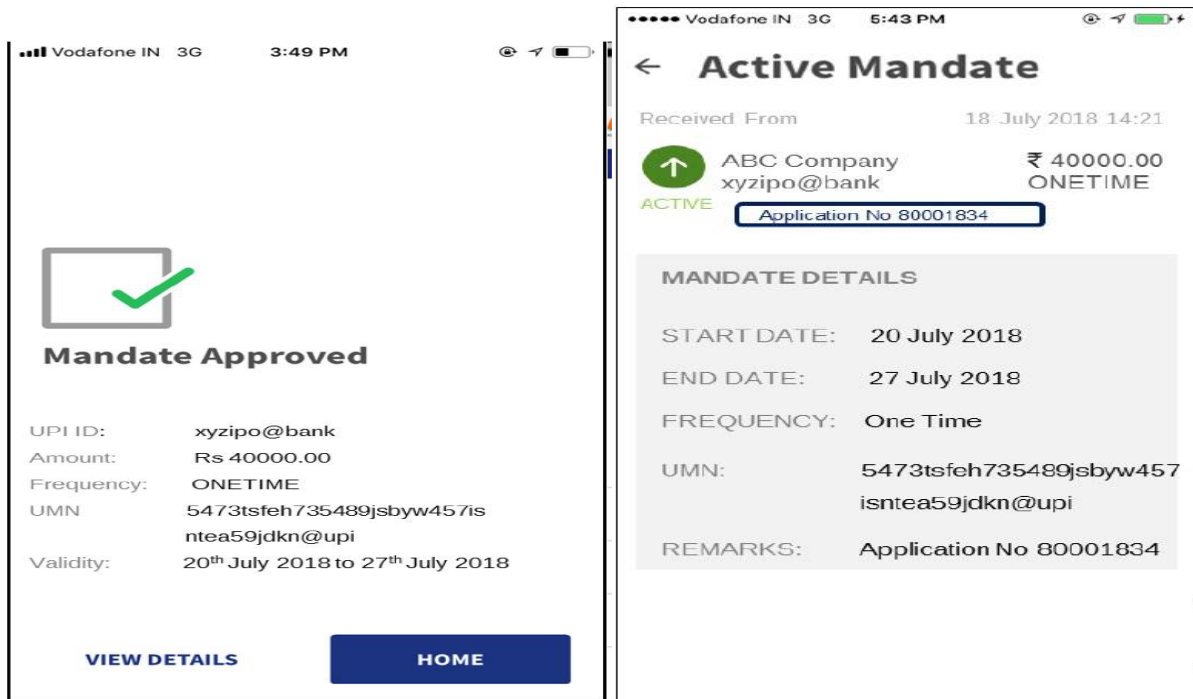 Vodafone IN 3G 3:49 PM
Mandate Approved
UPI ID: xyzipo@bank
Amount: Rs 40000.00
Frequency: ONETIME
UMN 5473tsfeh735489jsbyw457is
ntea59jdkn@upi
Validity: 20th July 2018 to 27th July 2018
VIEW DETAILS HOME
Vodafone IN 3G 5:43 PM
← Active Mandate
Received From 18 July 2018 14:21
ABC Company ₹ 40000.00
xyzipo@bank ONETIME
ACTIVE Application No 80001834
MANDATE DETAILS
START DATE: 20 July 2018
END DATE: 27 July 2018
FREQUENCY: One Time
UMN: 5473tsfeh735489jsbyw457
isntea59jdkn@upi
REMARKS: Application No 80001834